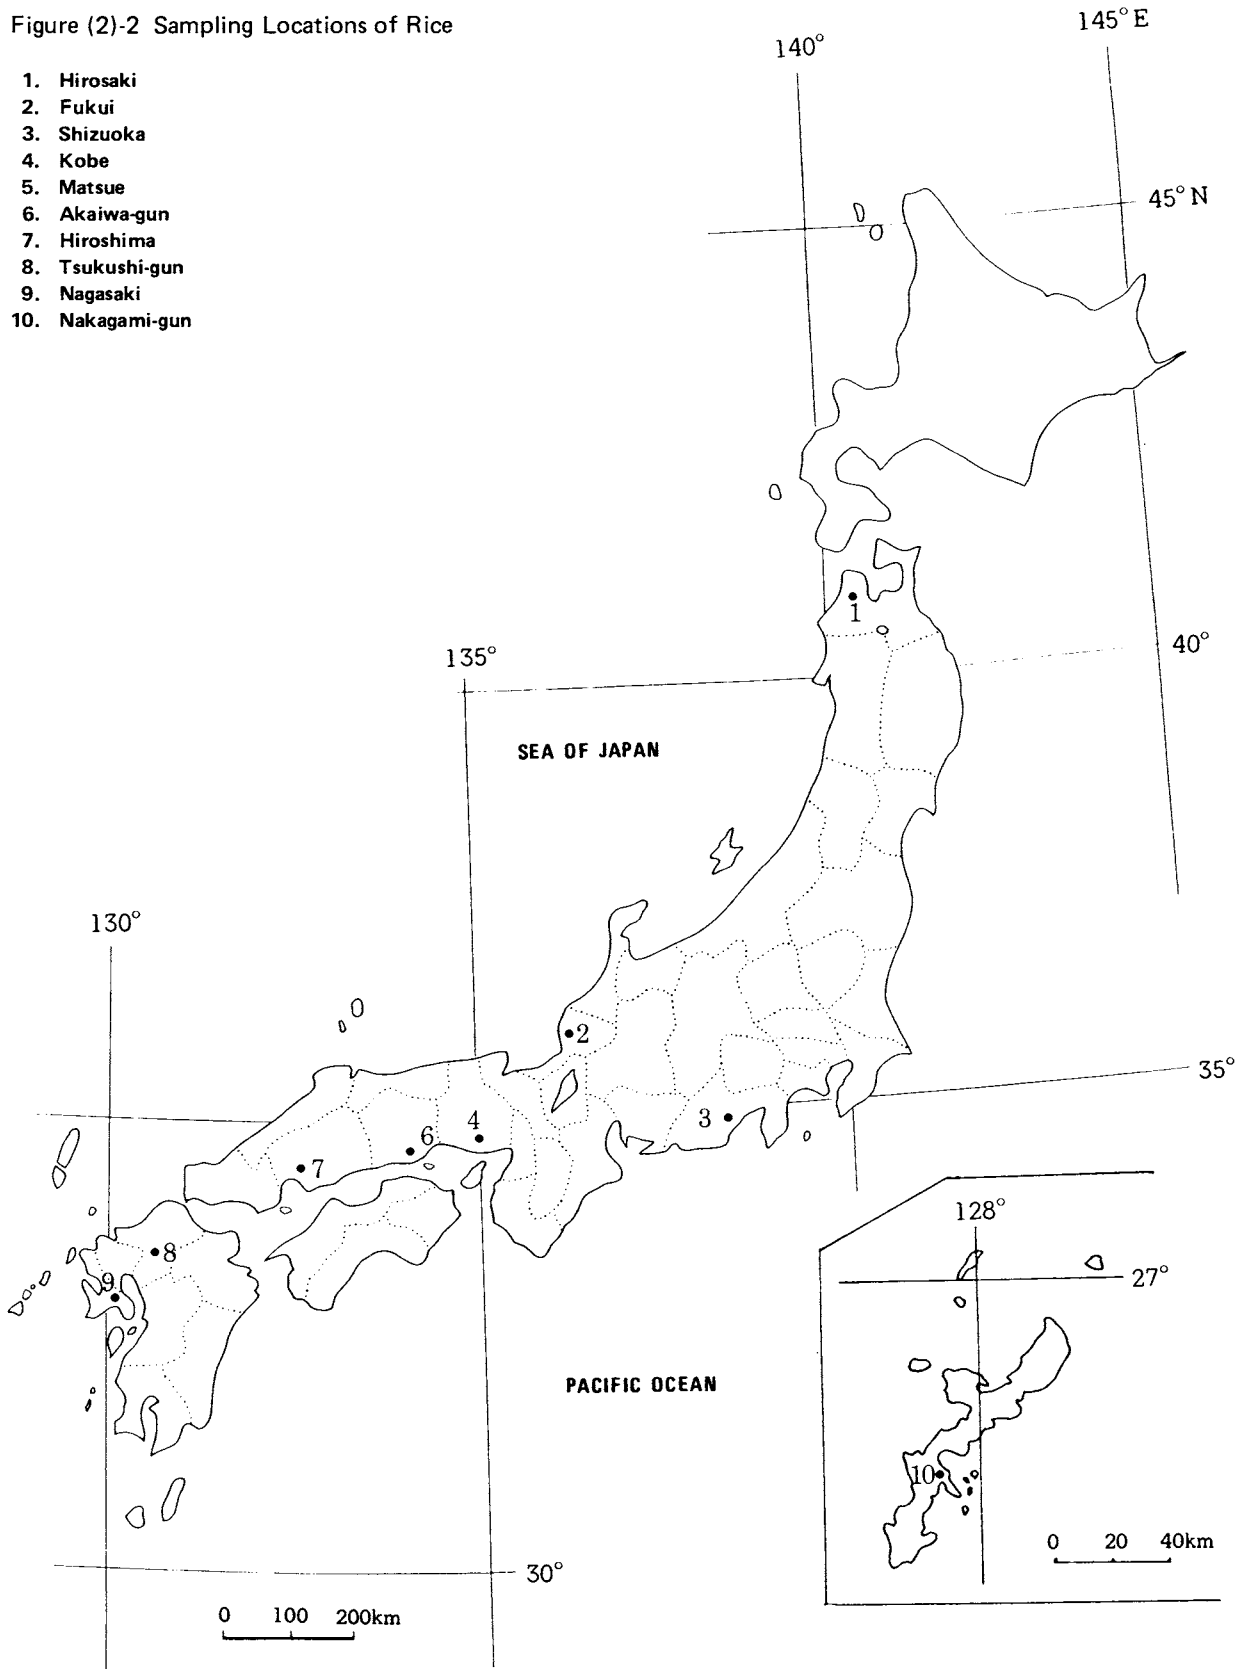 Figure (2)-2 Sampling Locations of Rice
1. Hirosaki
2. Fukui
3. Shizuoka
4. Kobe
5. Matsue
6. Akaiwa-gun
7. Hiroshima
8. Tsukushi-gun
9. Nagasaki
10. Nakagami-gun
145° E
140°
45° N
1
40°
135°
SEA OF JAPAN
130°
2
35°
3
4
6
7
8
9
128°
27°
PACIFIC OCEAN
10
0 20 40km
30°
0 100 200km